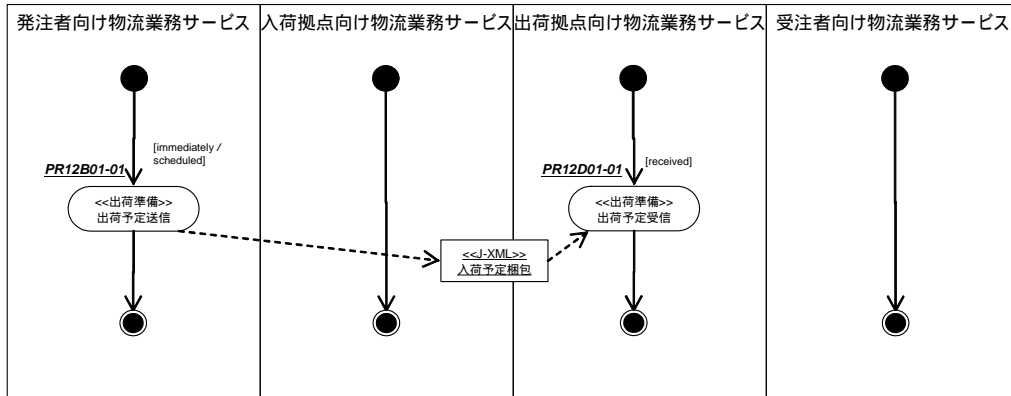 発注者向け物流業務サービス
入荷拠点向け物流業務サービス
出荷拠点向け物流業務サービス
受注者向け物流業務サービス
[immediately /
scheduled]
PR12B01-01
<<出荷準備>>
出荷予定送信
PR12D01-01
[received]
<<出荷準備>>
出荷予定受信
<<J-XML>>
入荷予定梱包